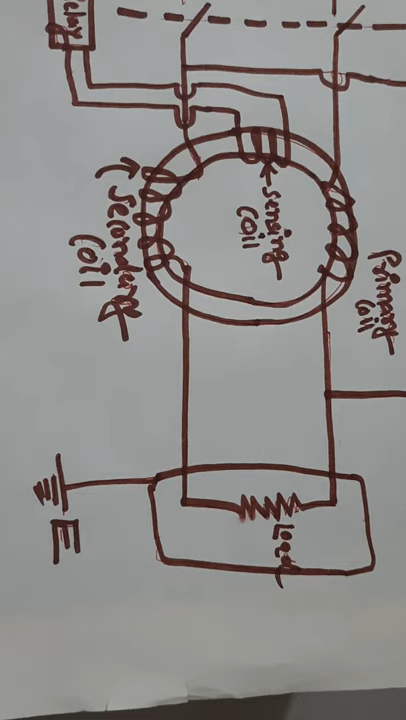 Relay
sensing
coil
Secondary
coil
Primary
coil
Load
E